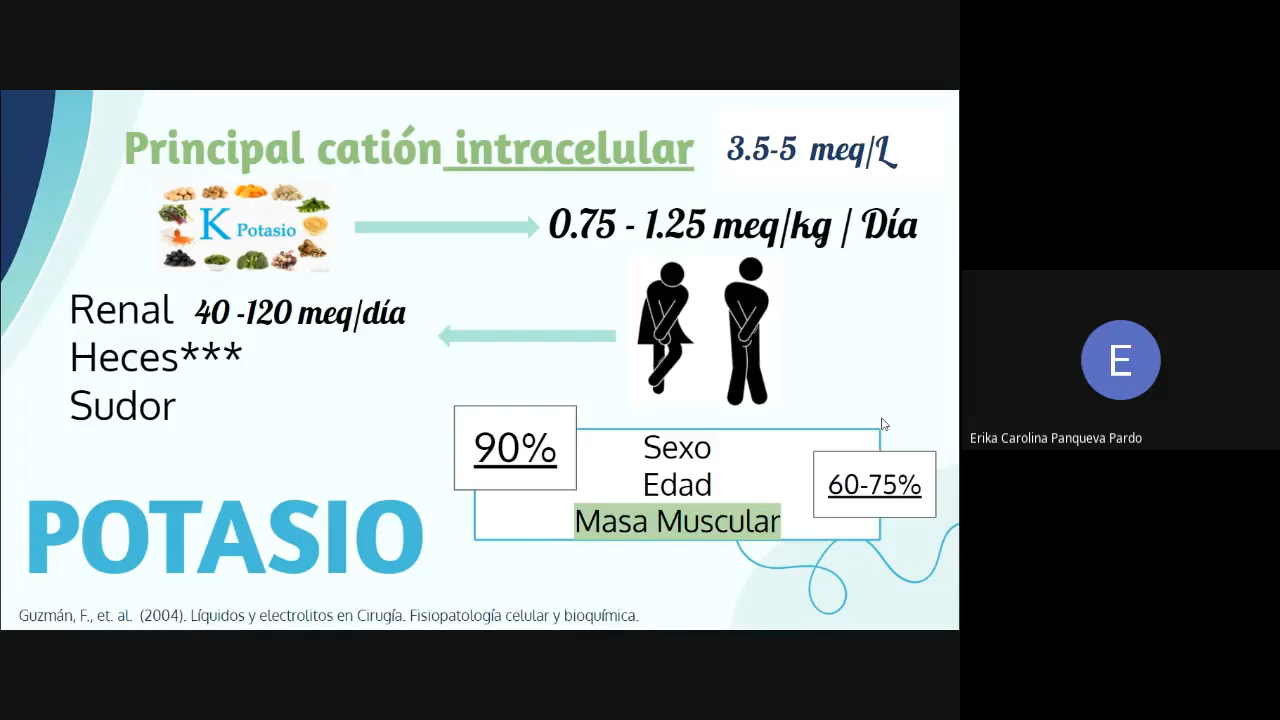 Principal catión intracelular
3.5-5 meq/L
K Potasio
0.75 - 1.25 meq/kg / Día
Renal 40 -120 meq/día
Heces***
Sudor
90%
Sexo
Edad
Masa Muscular
60-75%
POTASIO
Guzmán, F., et. al. (2004). Líquidos y electrolitos en Cirugía. Fisiopatología celular y bioquímica.
E
Erika Carolina Panqueva Pardo